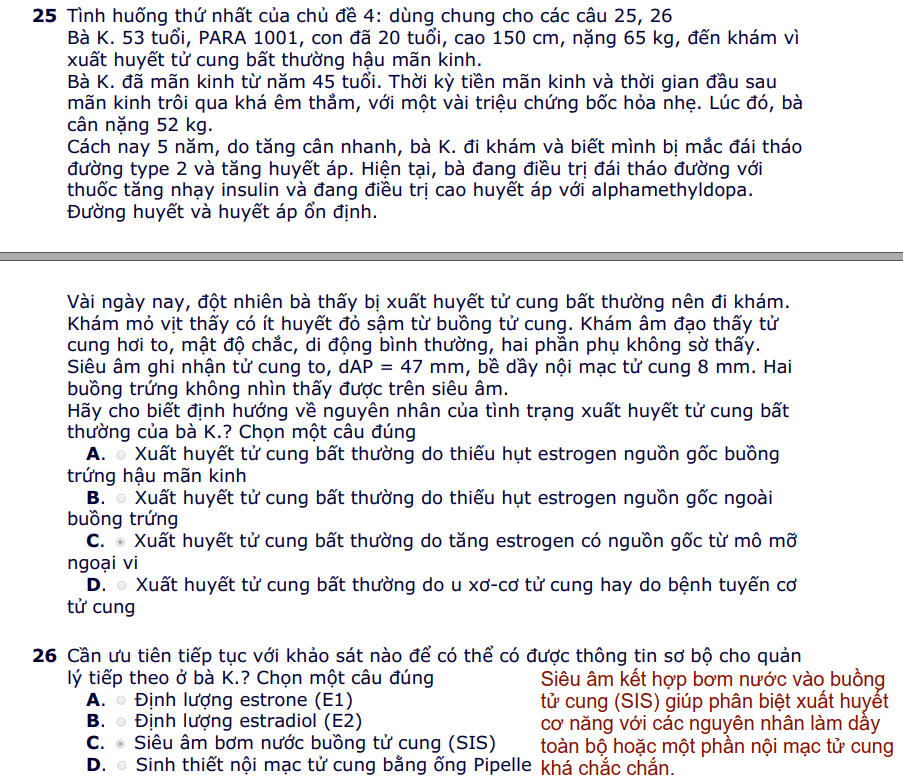 25 Tình huống thứ nhất của chủ đề 4: dùng chung cho các câu 25, 26
Bà K. 53 tuổi, PARA 1001, con đã 20 tuổi, cao 150 cm, nặng 65 kg, đến khám vì
xuất huyết tử cung bất thường hậu mãn kinh.
Bà K. đã mãn kinh từ năm 45 tuổi. Thời kỳ tiền mãn kinh và thời gian đầu sau
mãn kinh trôi qua khá êm thắm, với một vài triệu chứng bốc hỏa nhẹ. Lúc đó, bà
cân nặng 52 kg.
Cách nay 5 năm, do tăng cân nhanh, bà K. đi khám và biết mình bị mắc đái tháo
đường type 2 và tăng huyết áp. Hiện tại, bà đang điều trị đái tháo đường với
thuốc tăng nhạy insulin và đang điều trị cao huyết áp với alphamethyldopa.
Đường huyết và huyết áp ổn định.
Vài ngày nay, đột nhiên bà thấy bị xuất huyết tử cung bất thường nên đi khám.
Khám mỏ vịt thấy có ít huyết đỏ sậm từ buồng tử cung. Khám âm đạo thấy tử
cung hơi to, mật độ chắc, di động bình thường, hai phần phụ không sờ thấy.
Siêu âm ghi nhận tử cung to, dAP = 47 mm, bề dầy nội mạc tử cung 8 mm. Hai
buồng trứng không nhìn thấy được trên siêu âm.
Hãy cho biết định hướng về nguyên nhân của tình trạng xuất huyết tử cung bất
thường của bà K.? Chọn một câu đúng
A. Xuất huyết tử cung bất thường do thiếu hụt estrogen nguồn gốc buồng
trứng hậu mãn kinh
B. Xuất huyết tử cung bất thường do thiếu hụt estrogen nguồn gốc ngoài
buồng trứng
C. Xuất huyết tử cung bất thường do tăng estrogen có nguồn gốc từ mô mỡ
ngoại vi
D. Xuất huyết tử cung bất thường do u xơ-cơ tử cung hay do bệnh tuyến cơ
tử cung
26 Cần ưu tiên tiếp tục với khảo sát nào để có thể có được thông tin sơ bộ cho quản
lý tiếp theo ở bà K.? Chọn một câu đúng
A. Định lượng estrone (E1)
B. Định lượng estradiol (E2)
C. Siêu âm bơm nước buồng tử cung (SIS)
D. Sinh thiết nội mạc tử cung bằng ống Pipelle
Siêu âm kết hợp bơm nước vào buồng
tử cung (SIS) giúp phân biệt xuất huyết
cơ năng với các nguyên nhân làm dầy
toàn bộ hoặc một phần nội mạc tử cung
khá chắc chắn.